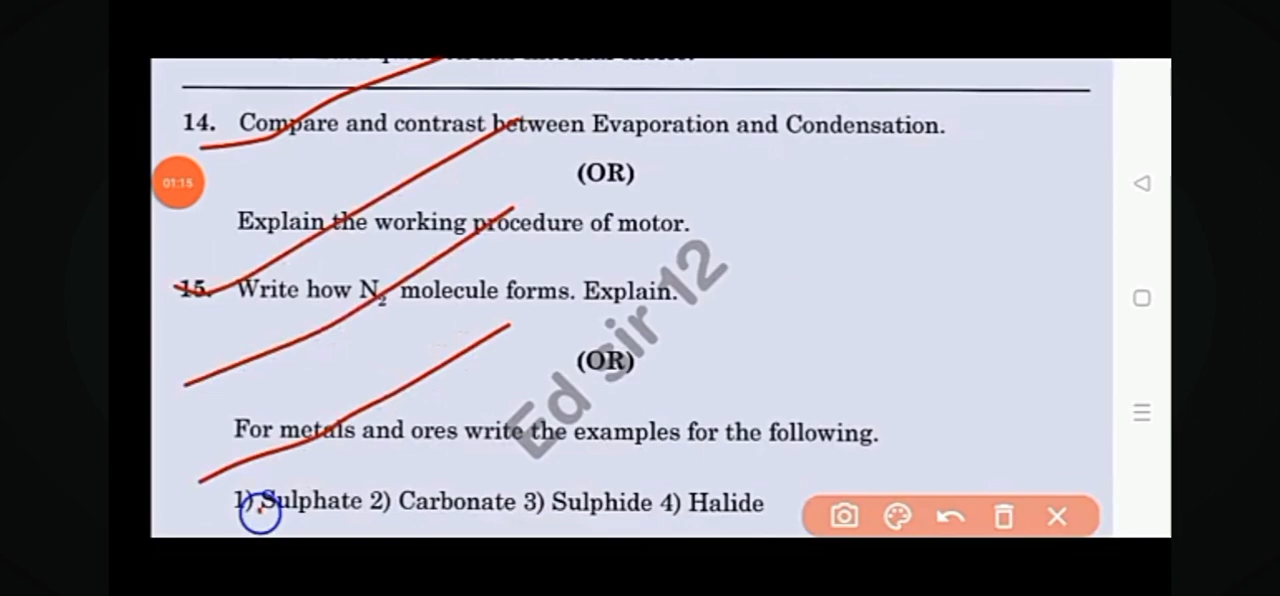 14. Compare and contrast between Evaporation and Condensation.
(OR)
01:15
Explain the working procedure of motor.
15. Write how N₂ molecule forms. Explain.
(OR)
Ed sir 12
For metals and ores write the examples for the following.
1) Sulphate 2) Carbonate 3) Sulphide 4) Halide